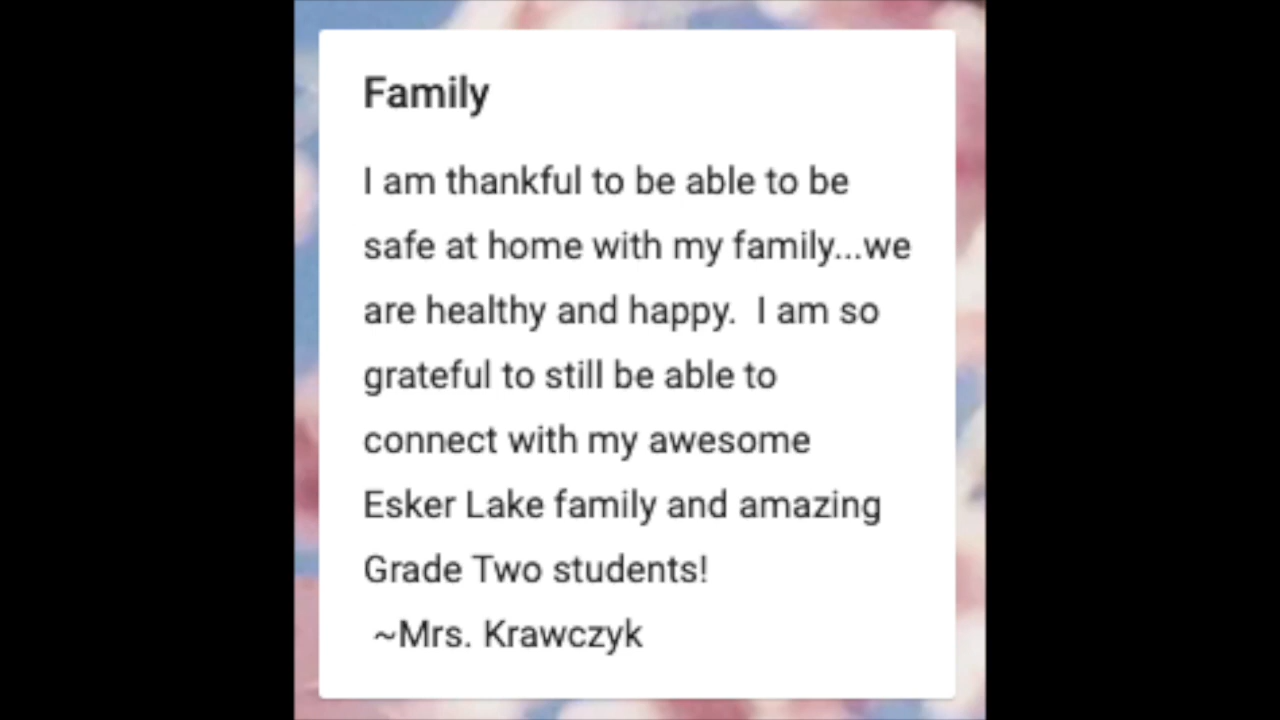 Family
I am thankful to be able to be
safe at home with my family...we
are healthy and happy.  I am so
grateful to still be able to
connect with my awesome
Esker Lake family and amazing
Grade Two students!
~Mrs. Krawczyk